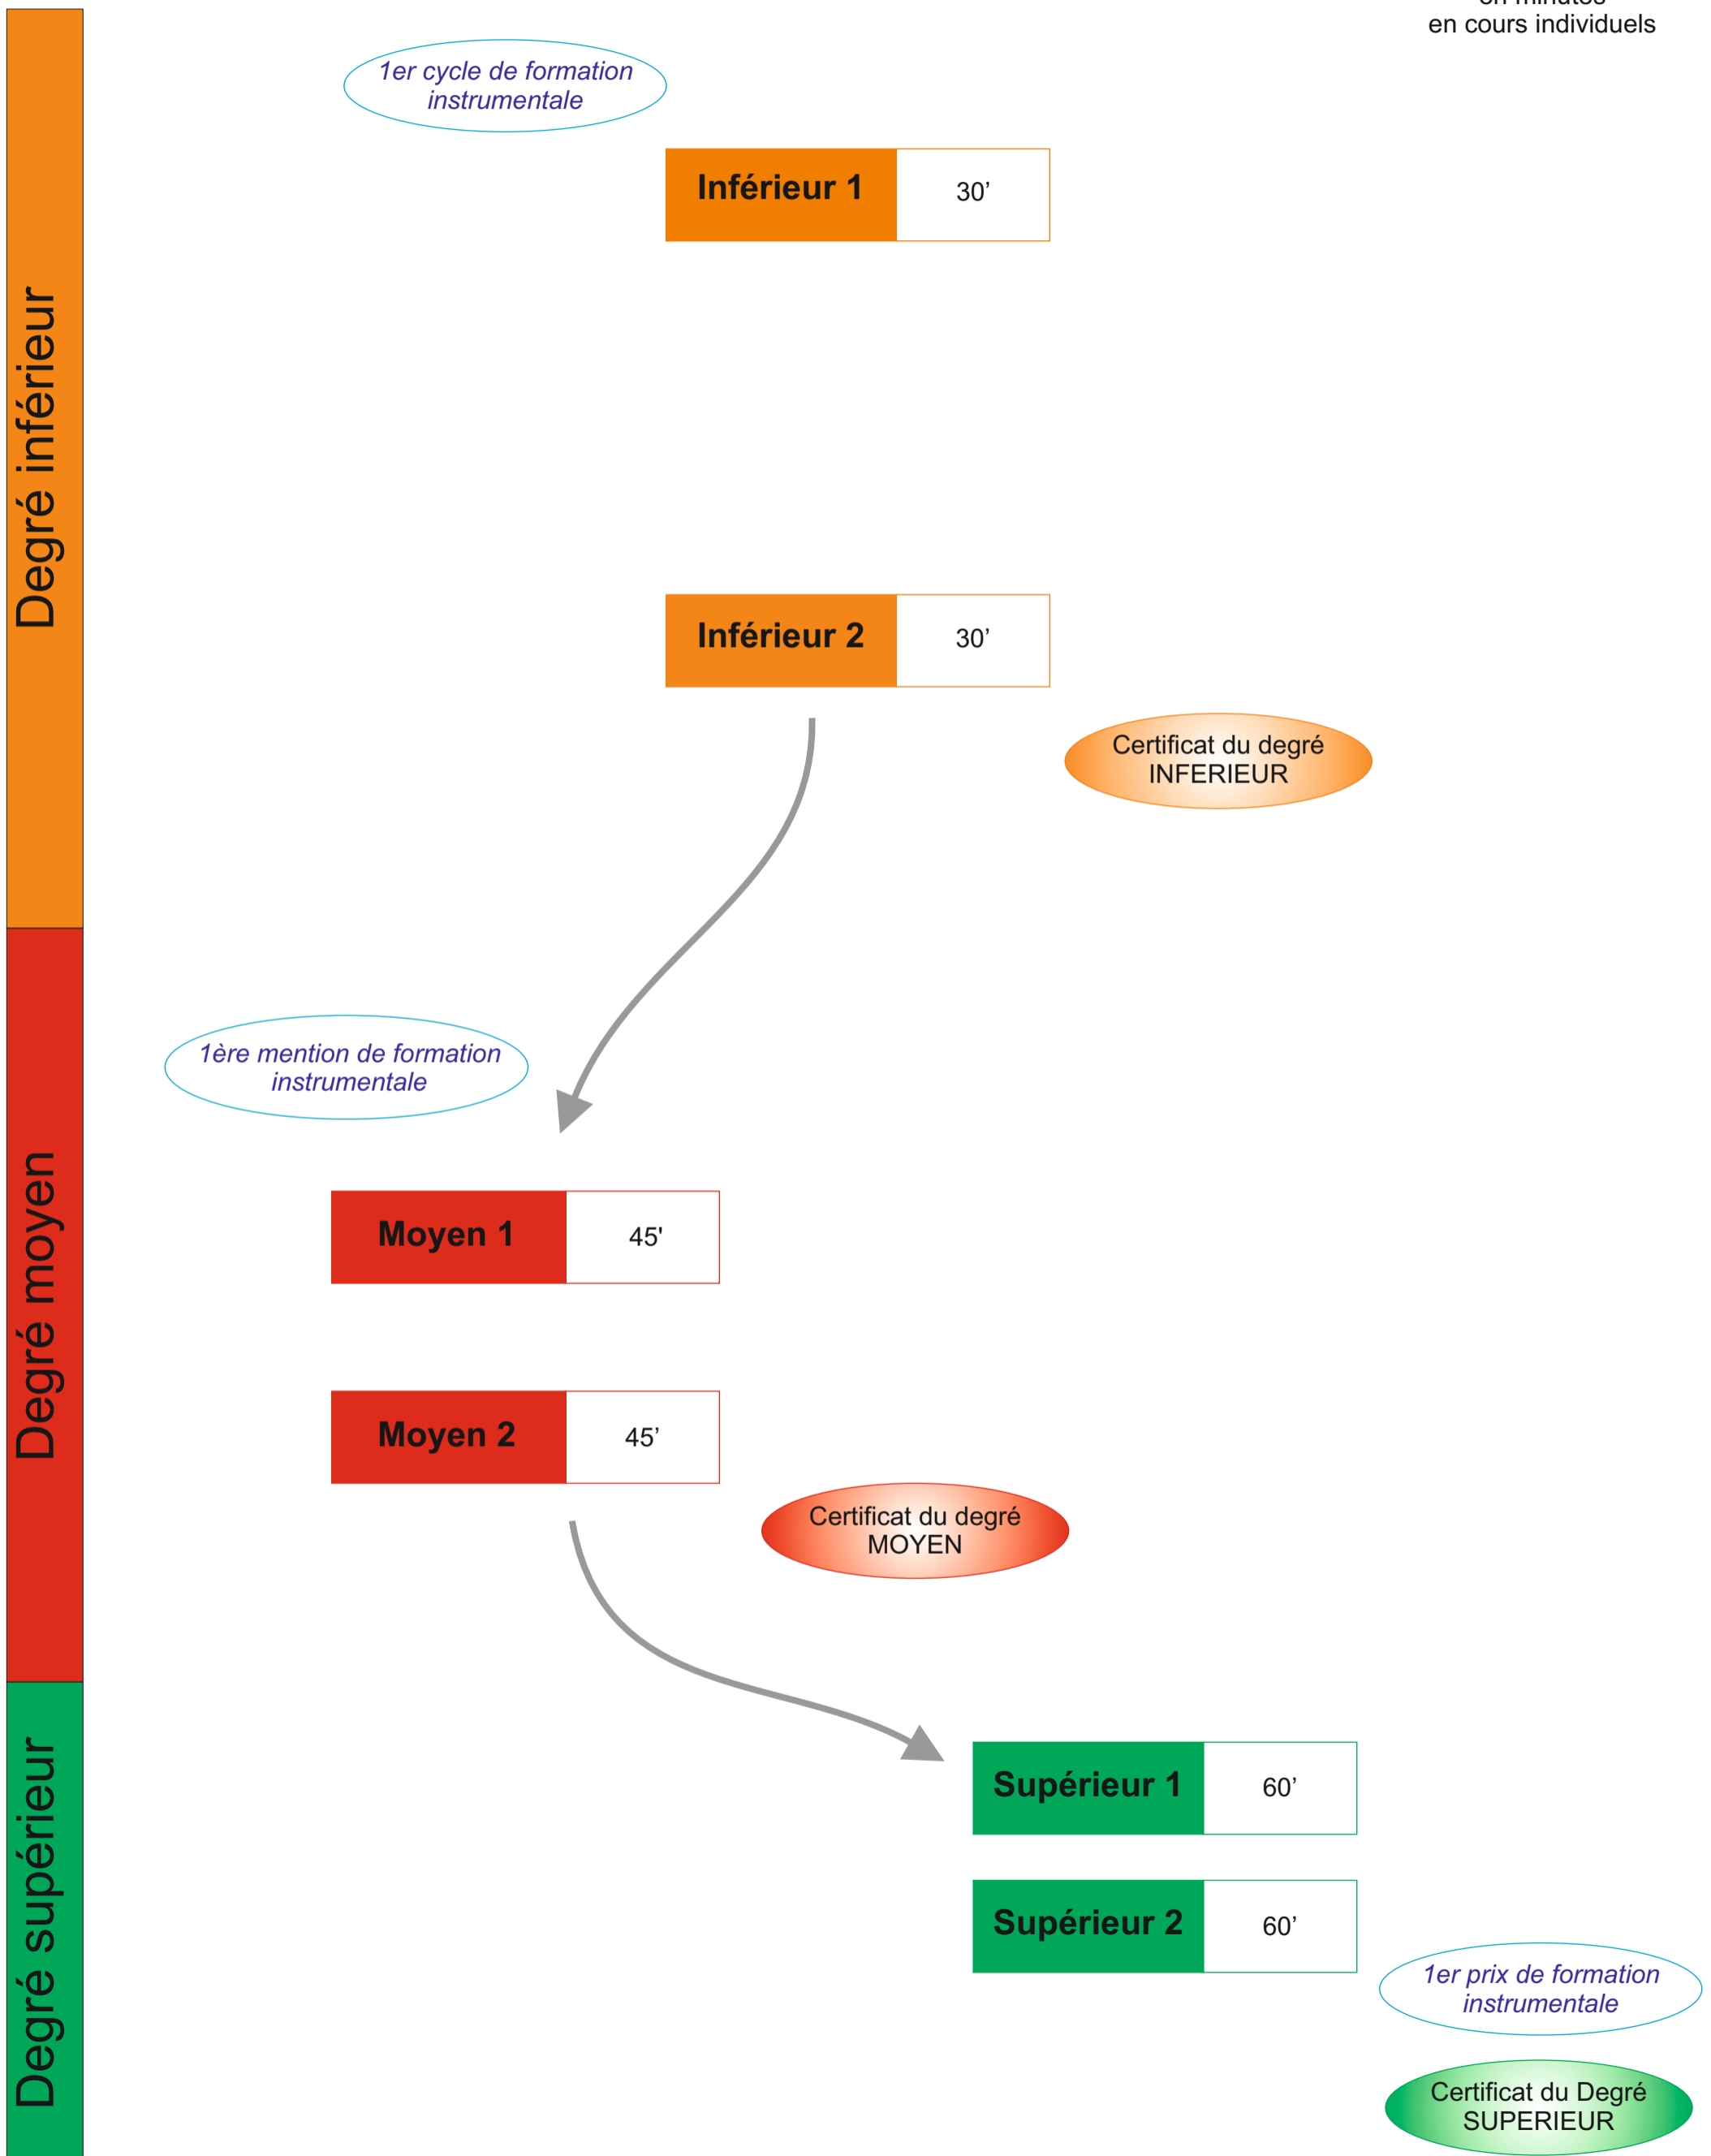 en minutes
en cours individuels
1er cycle de formation
instrumentale
Inférieur 1
30’
Degré inférieur
Inférieur 2
30’
Certificat du degré
INFERIEUR
1ère mention de formation
instrumentale
Degré moyen
Moyen 1
45'
Moyen 2
45’
Certificat du degré
MOYEN
Degré supérieur
Supérieur 1
60’
Supérieur 2
60’
1er prix de formation
instrumentale
Certificat du Degré
SUPERIEUR